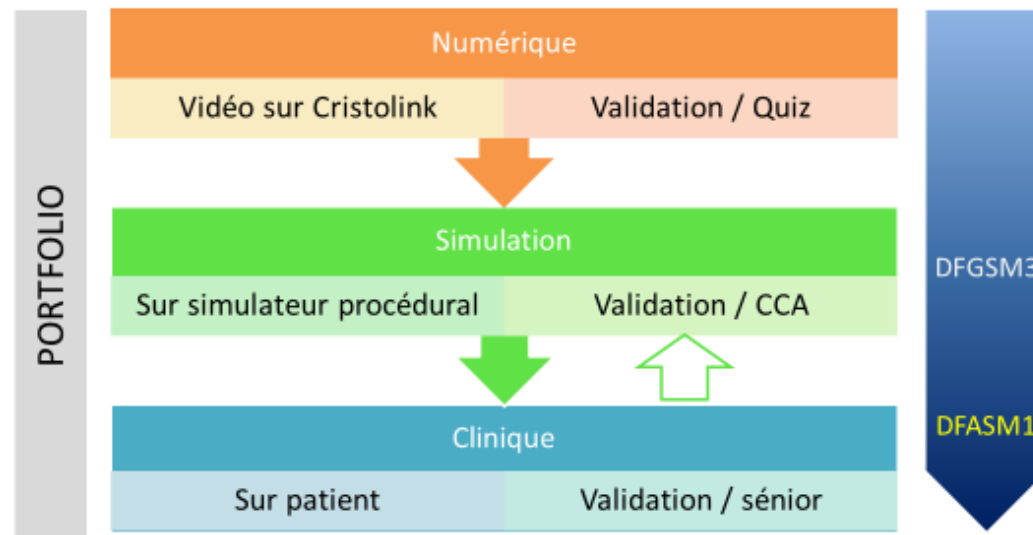 PORTFOLIO
Numérique
Vidéo sur Cristolink
Validation / Quiz
Simulation
Sur simulateur procédural
Validation / CCA
Clinique
Sur patient
Validation / sénior
DFGSM3
DFASM1